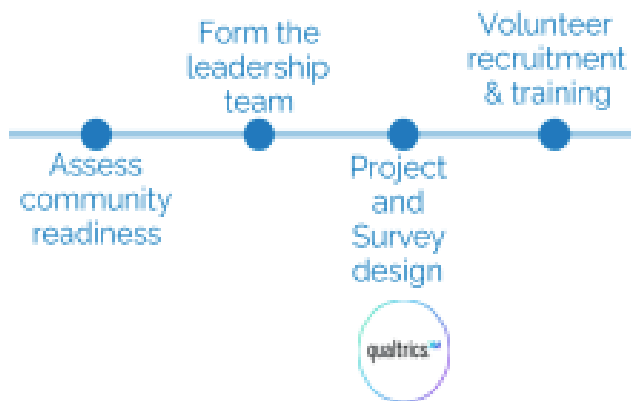 Form the
leadership
team
Volunteer
recruitment
& training
Assess
community
readiness
Project
and
Survey
design
qualtrics